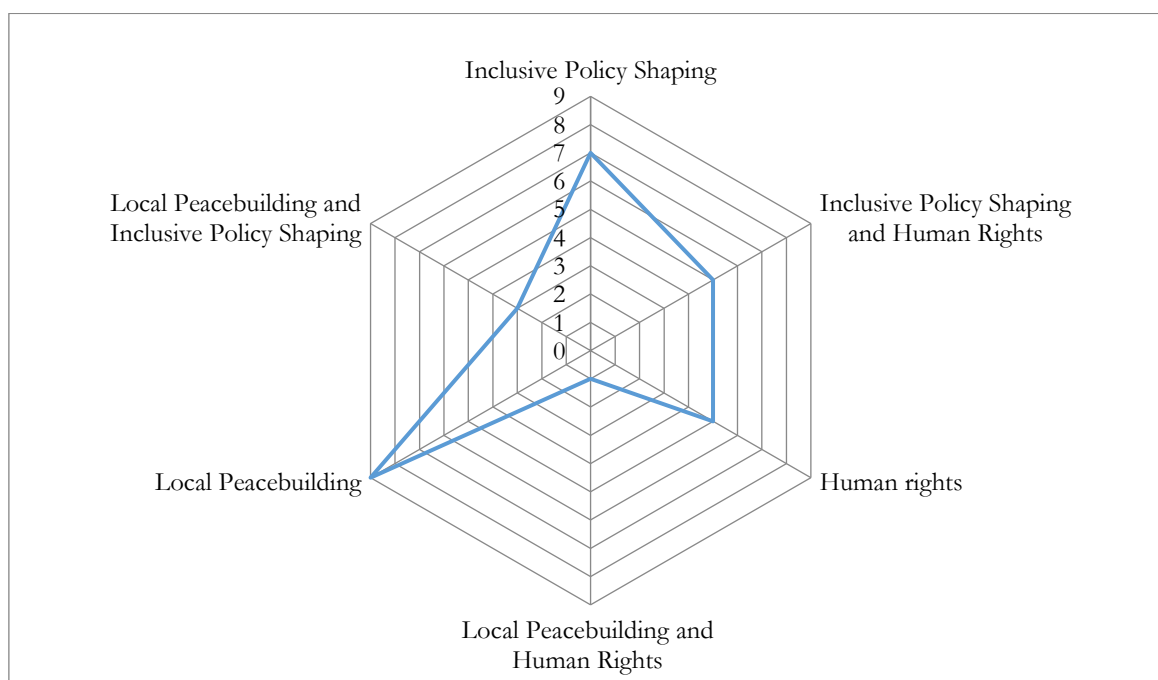 Inclusive Policy Shaping
9
8
7
6
5
4
3
2
1
0
Inclusive Policy Shaping
and Human Rights
Human rights
Local Peacebuilding and
Human Rights
Local Peacebuilding
Local Peacebuilding and
Inclusive Policy Shaping